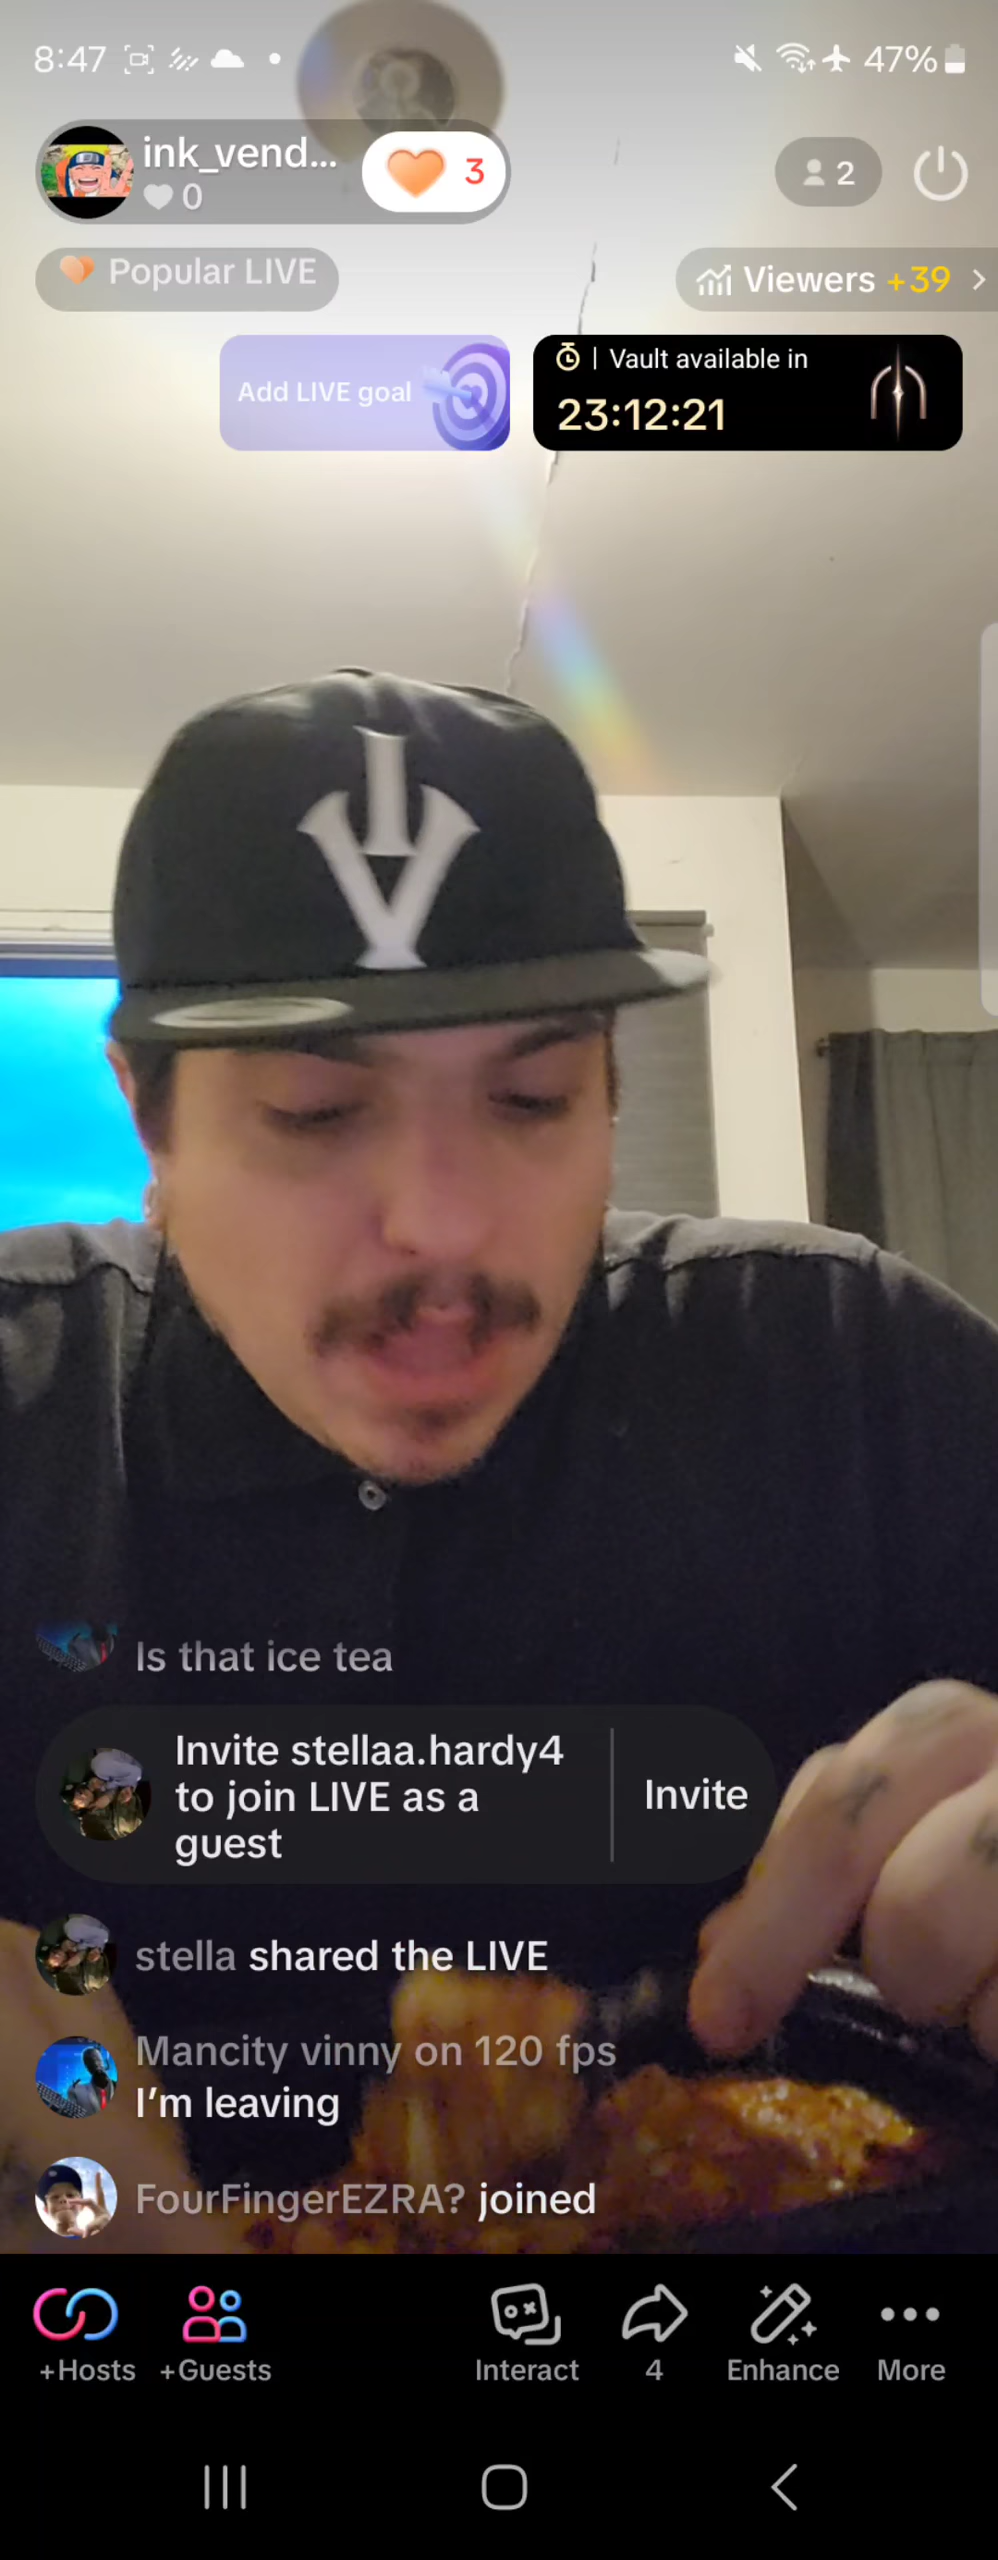 8:47
47%
ink_vend...
0
3
2
Popular LIVE
Viewers +39
Add LIVE goal
Vault available in
23:12:21
IV
Is that ice tea
Invite stellaa.hardy4
to join LIVE as a
guest
Invite
stella shared the LIVE
Mancity vinny on 120 fps
I'm leaving
FourFingerEZRA? joined
+Hosts
+Guests
Interact
4
Enhance
More